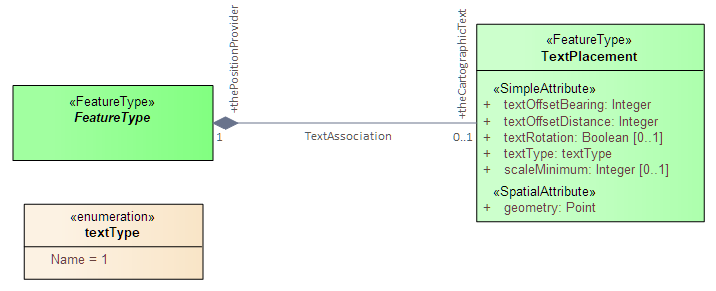 +thePositionProvider
+theCartographicText
«FeatureType»
TextPlacement
«SimpleAttribute»
+ textOffsetBearing: Integer
+ textOffsetDistance: Integer
+ textRotation: Boolean [0..1]
+ textType: textType
+ scaleMinimum: Integer [0..1]
«SpatialAttribute»
+ geometry: Point
«FeatureType»
FeatureType
1
TextAssociation
0..1
«enumeration»
textType
Name = 1